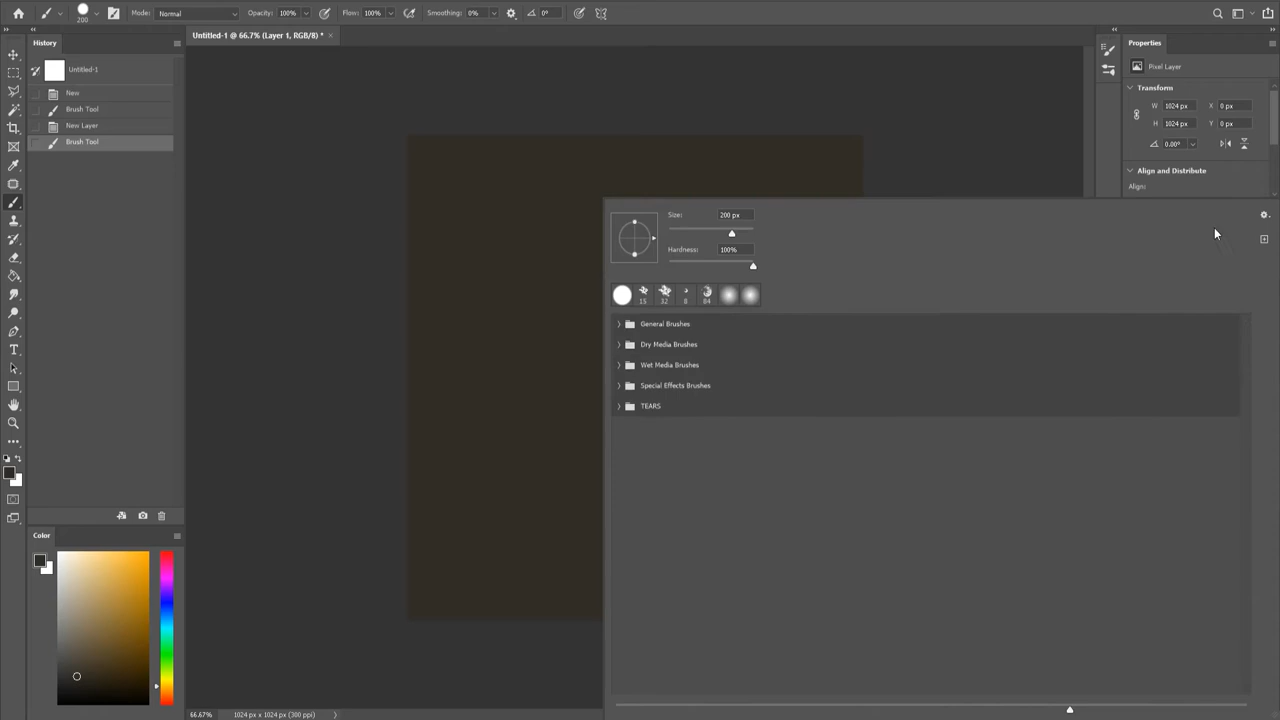 200
Mode: Normal
Opacity: 100%
Flow: 100%
Smoothing: 0%
0°
Untitled-1 @ 66.7% (Layer 1, RGB/8) * ×
History
Untitled-1
New
Brush Tool
New Layer
Brush Tool
Properties
Pixel Layer
Transform
W 1024 px X 0 px
H 1024 px Y 0 px
0.00°
Align and Distribute
Align:
Size: 200 px
Hardness: 100%
15 32 8 84
General Brushes
Dry Media Brushes
Wet Media Brushes
Special Effects Brushes
TEARS
Color
66.67% 1024 px x 1024 px (300 ppi)